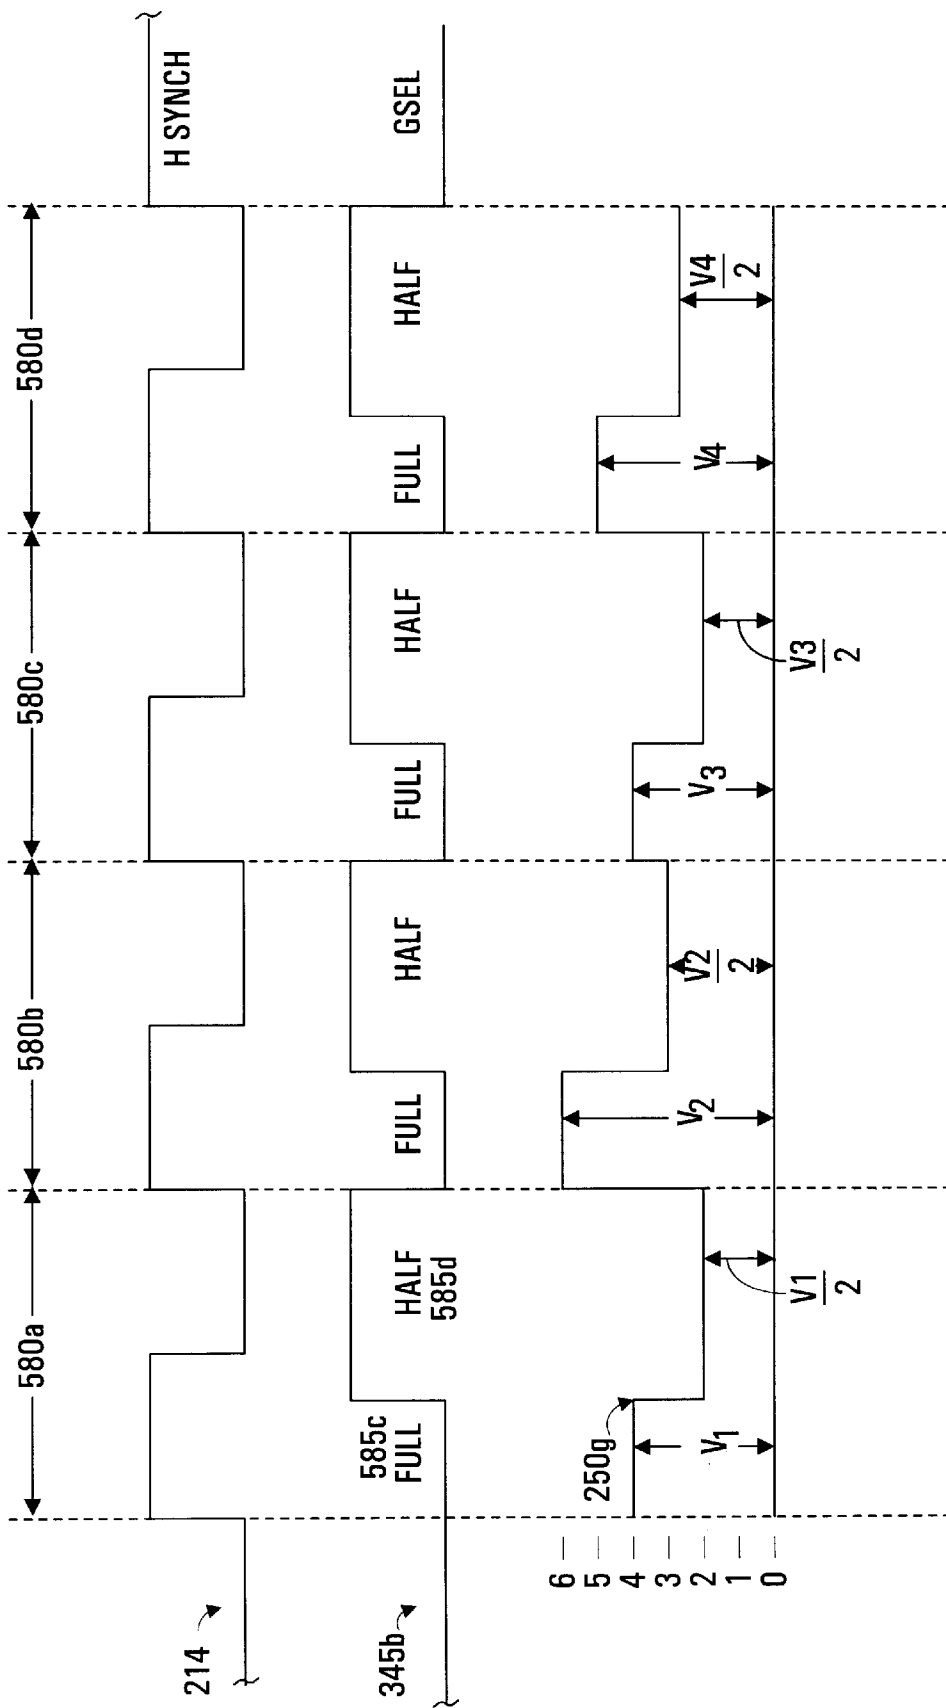 580a
580b
580c
580d
214
H SYNCH
345b
585c
FULL
HALF
585d
FULL
HALF
FULL
HALF
FULL
HALF
GSEL
250g
6
5
4
3
2
1
0
V1
V1
2
V2
V2
2
V3
V3
2
V4
V4
2